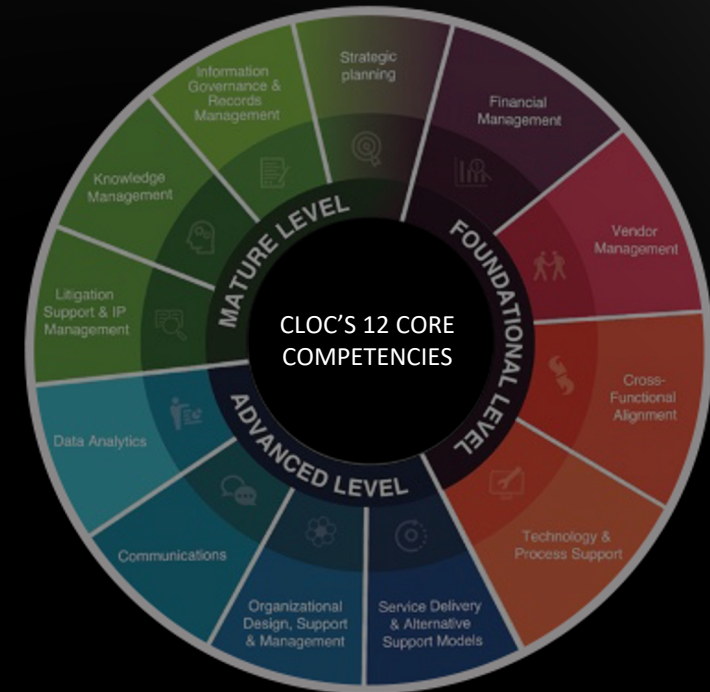 Strategic
planning
Financial
Management
Vendor
Management
Cross-
Functional
Alignment
Technology &
Process Support
Service Delivery
& Alternative
Support Models
Organizational
Design, Support
& Management
Communications
Data Analytics
Litigation
Support & IP
Management
Knowledge
Management
Information
Governance &
Records
Management
MATURE LEVEL
FOUNDATIONAL LEVEL
ADVANCED LEVEL
CLOC’S 12 CORE
COMPETENCIES